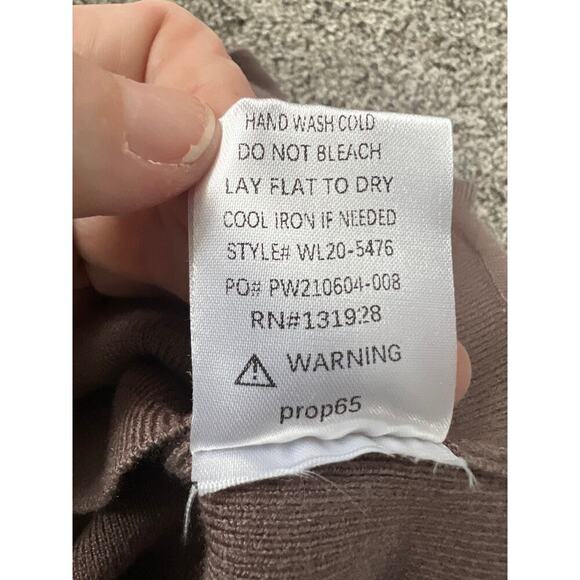 HAND WASH COLD
DO NOT BLEACH
LAY FLAT TO DRY
COOL IRON IF NEEDED
STYLE# WL20-5476
PO# PW210604-008
RN#131928
WARNING
prop65